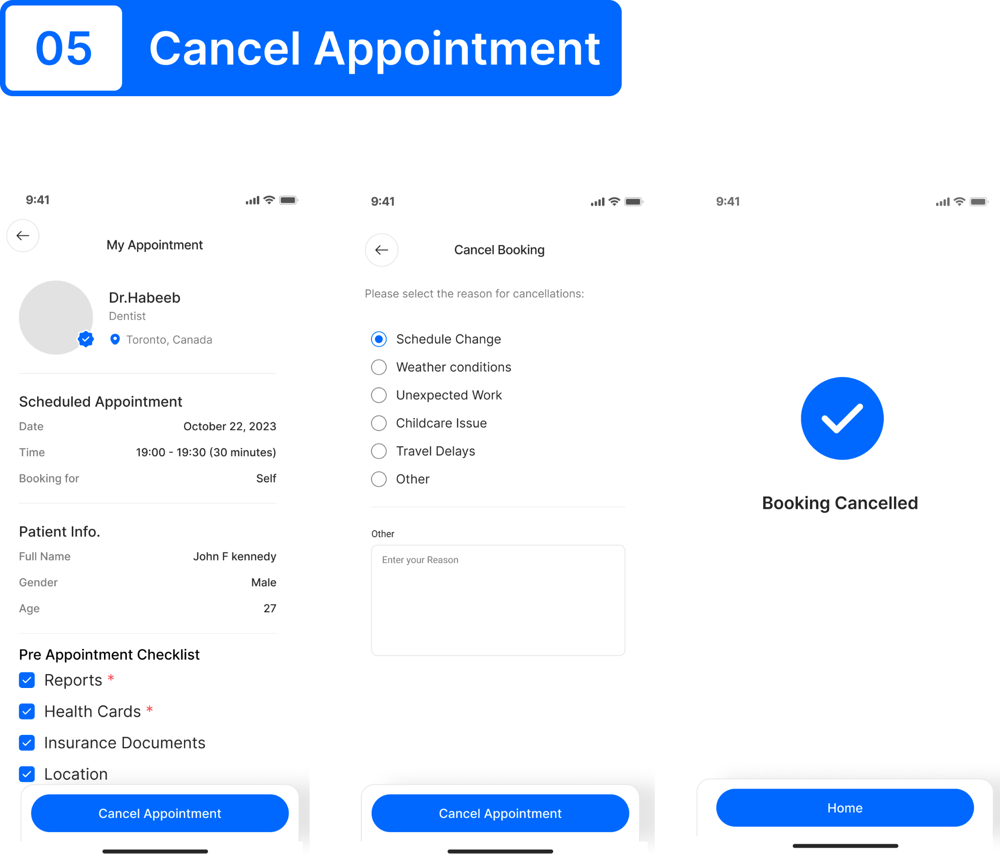 05 Cancel Appointment
9:41
My Appointment
Dr.Habeeb
Dentist
Toronto, Canada
Scheduled Appointment
Date October 22, 2023
Time 19:00 - 19:30 (30 minutes)
Booking for Self
Patient Info.
Full Name John F kennedy
Gender Male
Age 27
Pre Appointment Checklist
Reports *
Health Cards *
Insurance Documents
Location
Cancel Appointment
9:41
Cancel Booking
Please select the reason for cancellations:
Schedule Change
Weather conditions
Unexpected Work
Childcare Issue
Travel Delays
Other
Other
Enter your Reason
Cancel Appointment
9:41
Booking Cancelled
Home